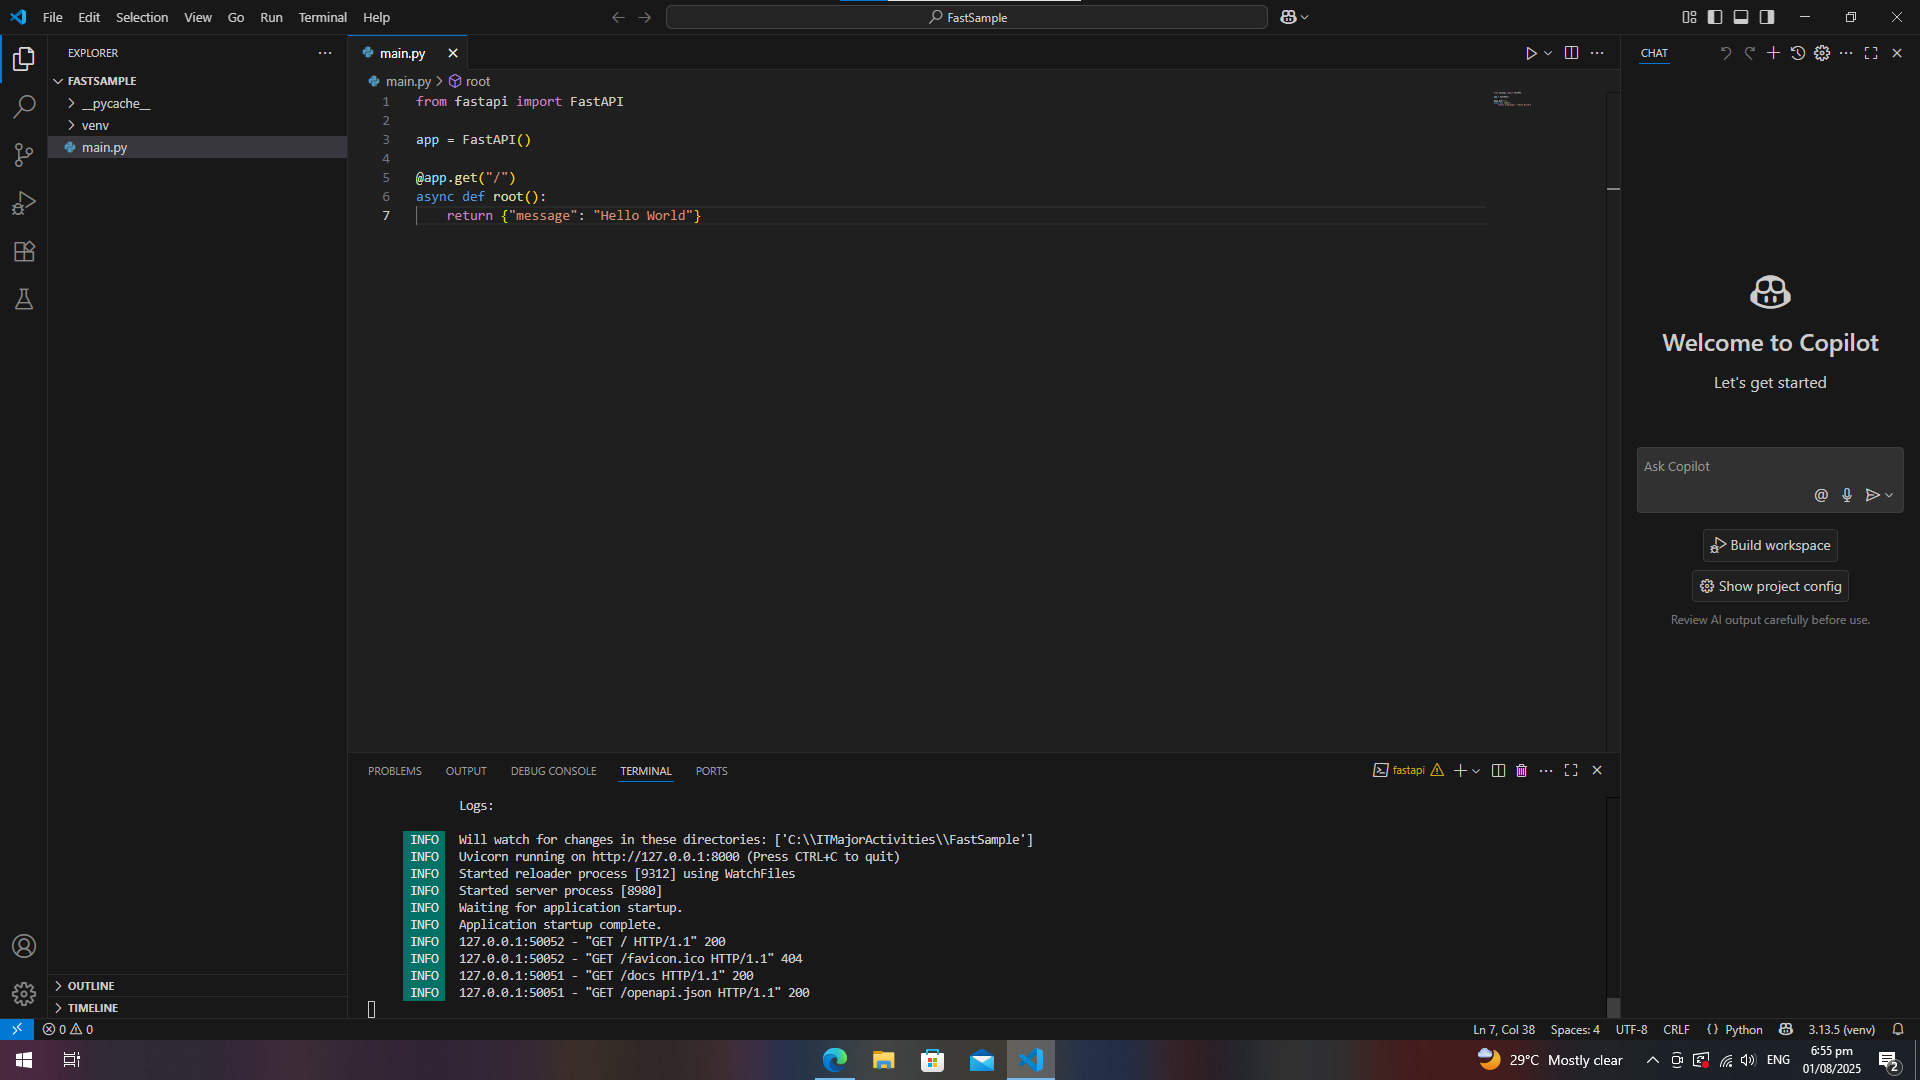 File Edit Selection View Go Run Terminal Help
FastSample
EXPLORER
FASTSAMPLE
__pycache__
venv
main.py
OUTLINE
TIMELINE
main.py
main.py > root
1 from fastapi import FastAPI
2
3 app = FastAPI()
4
5 @app.get("/")
6 async def root():
7 return {"message": "Hello World"}
PROBLEMS OUTPUT DEBUG CONSOLE TERMINAL PORTS
fastapi
Logs:
INFO Will watch for changes in these directories: ['C:\\ITMajorActivities\\FastSample']
INFO Uvicorn running on http://127.0.0.1:8000 (Press CTRL+C to quit)
INFO Started reloader process [9312] using WatchFiles
INFO Started server process [8980]
INFO Waiting for application startup.
INFO Application startup complete.
INFO 127.0.0.1:50052 - "GET / HTTP/1.1" 200
INFO 127.0.0.1:50052 - "GET /favicon.ico HTTP/1.1" 404
INFO 127.0.0.1:50051 - "GET /docs HTTP/1.1" 200
INFO 127.0.0.1:50051 - "GET /openapi.json HTTP/1.1" 200
CHAT
Welcome to Copilot
Let's get started
Ask Copilot
@
Build workspace
Show project config
Review AI output carefully before use.
0 0
Ln 7, Col 38 Spaces: 4 UTF-8 CRLF {} Python 3.13.5 (venv)
29°C Mostly clear
ENG
6:55 pm
01/08/2025
2